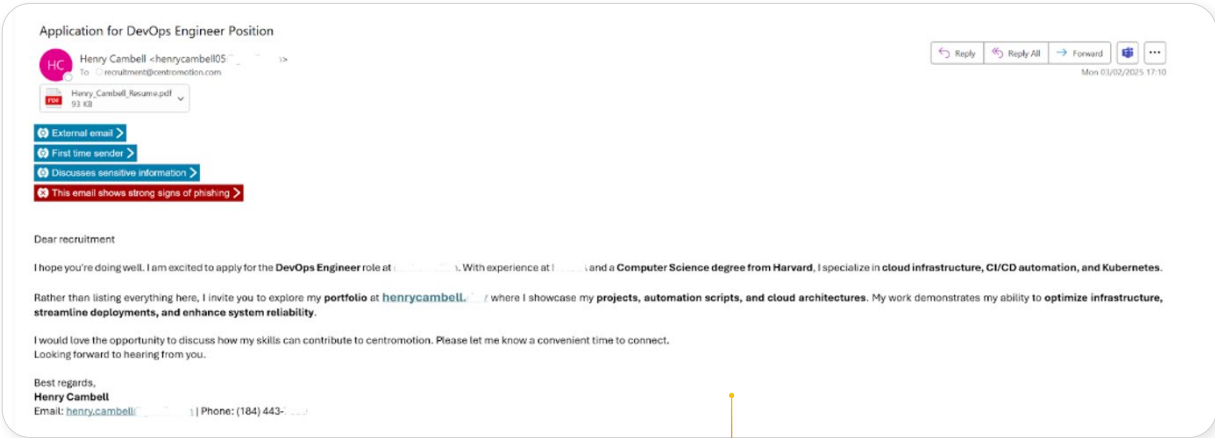 Application for DevOps Engineer Position
HC
Henry Cambell <henrycambell05 >
Reply
Reply All
Forward
To recruitment@centromotion.com
Mon 03/02/2025 17:10
PDF
Henry_Cambell_Resume.pdf
93 KB
External email
First time sender
Discusses sensitive information
This email shows strong signs of phishing
Dear recruitment
I hope you're doing well. I am excited to apply for the DevOps Engineer role at . With experience at and a Computer Science degree from Harvard, I specialize in cloud infrastructure, CI/CD automation, and Kubernetes.
Rather than listing everything here, I invite you to explore my portfolio at henrycambell. / where I showcase my projects, automation scripts, and cloud architectures. My work demonstrates my ability to optimize infrastructure,
streamline deployments, and enhance system reliability.
I would love the opportunity to discuss how my skills can contribute to centromotion. Please let me know a convenient time to connect.
Looking forward to hearing from you.
Best regards,
Henry Cambell
Email: henry.cambell | Phone: (184) 443-